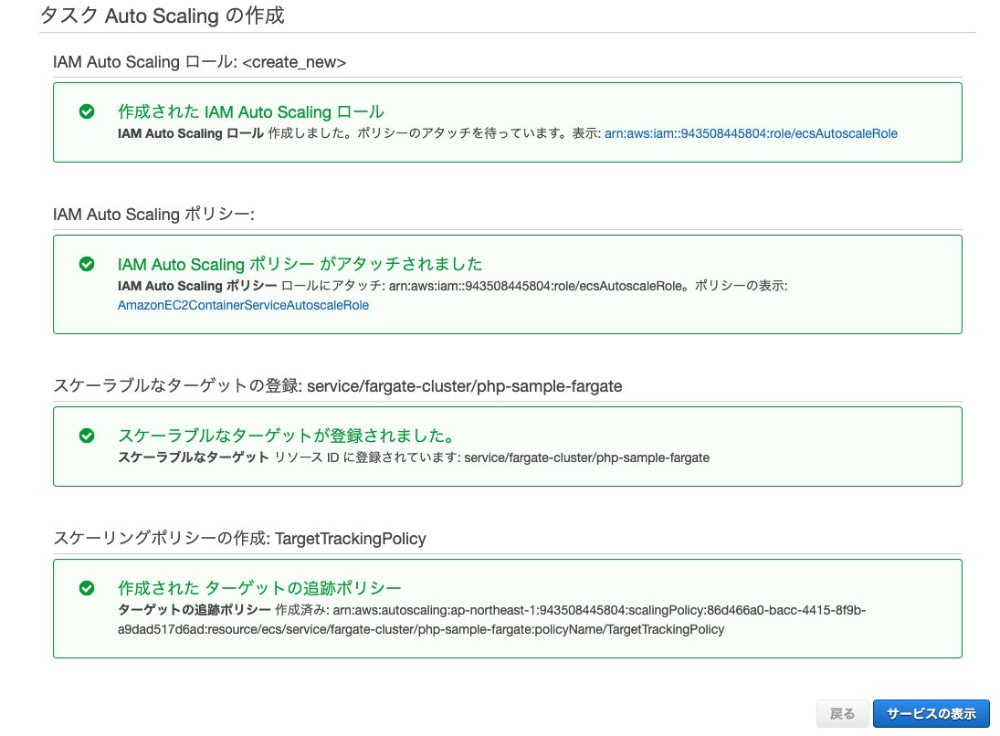 タスク Auto Scaling の作成
IAM Auto Scaling ロール: <create_new>
作成された IAM Auto Scaling ロール
IAM Auto Scaling ロール 作成しました。ポリシーのアタッチを待っています。表示: arn:aws:iam::943508445804:role/ecsAutoscaleRole
IAM Auto Scaling ポリシー:
IAM Auto Scaling ポリシー がアタッチされました
IAM Auto Scaling ポリシー ロールにアタッチ: arn:aws:iam::943508445804:role/ecsAutoscaleRole。ポリシーの表示:
AmazonEC2ContainerServiceAutoscaleRole
スケーラブルなターゲットの登録: service/fargate-cluster/php-sample-fargate
スケーラブルなターゲットが登録されました。
スケーラブルなターゲット リソース ID に登録されています: service/fargate-cluster/php-sample-fargate
スケーリングポリシーの作成: TargetTrackingPolicy
作成された ターゲットの追跡ポリシー
ターゲットの追跡ポリシー 作成済み: arn:aws:autoscaling:ap-northeast-1:943508445804:scalingPolicy:86d466a0-bacc-4415-8f9b-
a9dad517d6ad:resource/ecs/service/fargate-cluster/php-sample-fargate:policyName/TargetTrackingPolicy
戻る サービスの表示